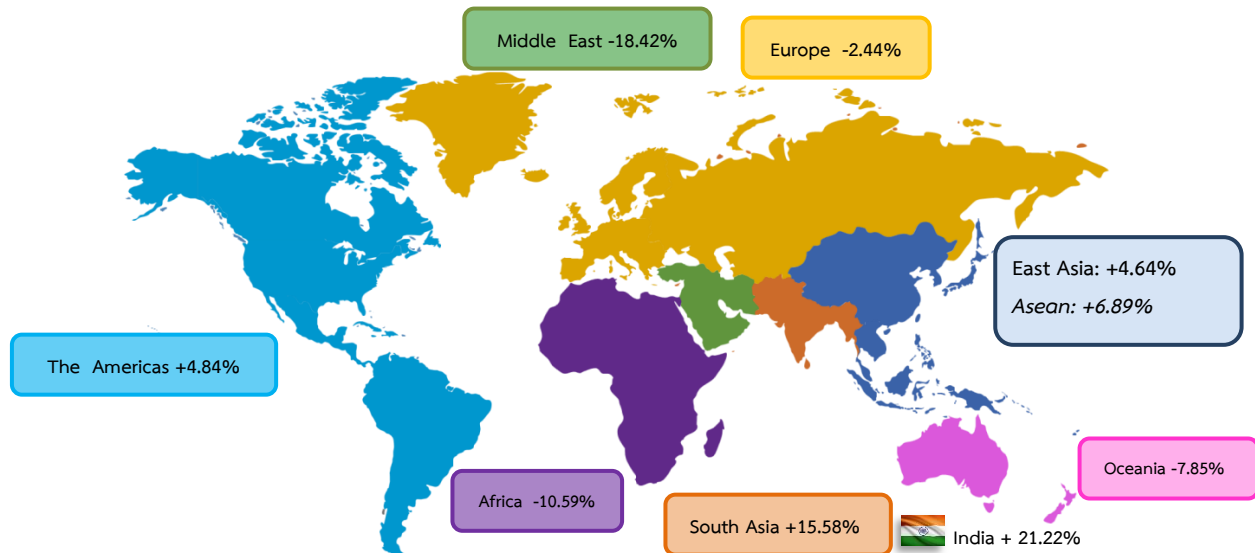 Middle East -18.42%
Europe -2.44%
East Asia: +4.64%
Asean: +6.89%
The Americas +4.84%
Oceania -7.85%
Africa -10.59%
South Asia +15.58%
India + 21.22%